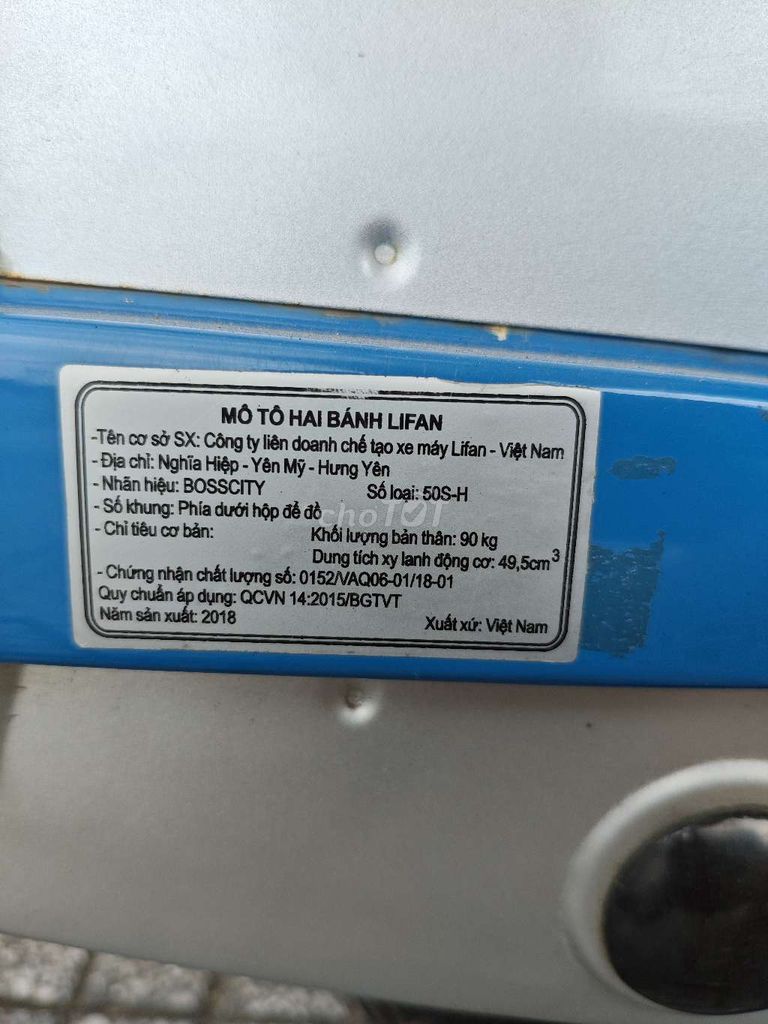 MÔ TÔ HAI BÁNH LIFAN
-Tên cơ sở SX: Công ty liên doanh chế tạo xe máy Lifan - Việt Nam
- Địa chỉ: Nghĩa Hiệp - Yên Mỹ - Hưng Yên
- Nhãn hiệu: BOSSCITY Số loại: 50S-H
- Số khung: Phía dưới hộp để đồ
choTOT
- Chỉ tiêu cơ bản: Khối lượng bản thân: 90 kg
Dung tích xy lanh động cơ: 49,5cm³
- Chứng nhận chất lượng số: 0152/VAQ06-01/18-01
Quy chuẩn áp dụng: QCVN 14:2015/BGTVT
Năm sản xuất: 2018 Xuất xứ: Việt Nam